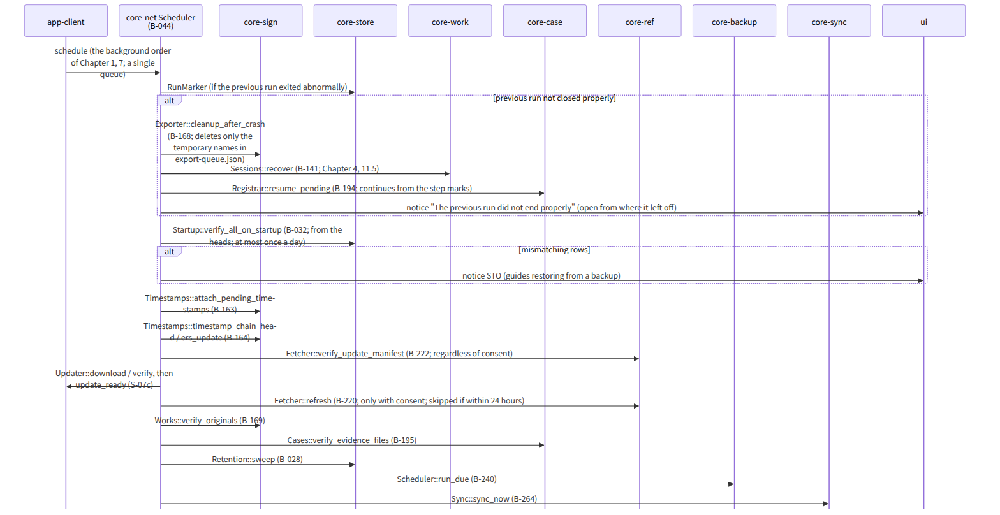 app-client
core-net Scheduler
(B-044)
core-sign
core-store
core-work
core-case
core-ref
core-backup
core-sync
ui
schedule (the background order
of Chapter 1, 7; a single
queue)
RunMarker (if the previous run exited abnormally)
alt
[previous run not closed properly]
Exporter::cleanup_after_crash
(B-168; deletes only the
temporary names in
export-queue.json)
Sessions::recover (B-141; Chapter 4, 11.5)
Registrar::resume_pending (B-194; continues from the step marks)
notice "The previous run did not end properly" (open from where it left off)
Startup::verify_all_on_startup (B-032; from the
heads; at most once a day)
alt
[mismatching rows]
notice STO (guides restoring from a backup)
Timestamps::attach_pending_time-
stamps (B-163)
Timestamps::timestamp_chain_hea-
d / ers_update (B-164)
Fetcher::verify_update_manifest (B-222; regardless of consent)
Updater::download / verify, then
update_ready (S-07c)
Fetcher::refresh (B-220; only with consent; skipped if within 24 hours)
Works::verify_originals (B-169)
Cases::verify_evidence_files (B-195)
Retention::sweep (B-028)
Scheduler::run_due (B-240)
Sync::sync_now (B-264)